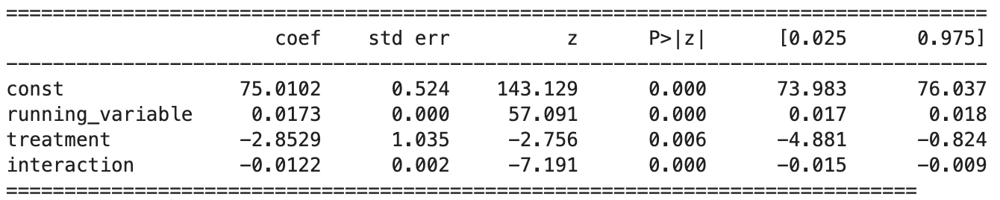 ==============================================================================
coef std err z P>|z| [0.025 0.975]
------------------------------------------------------------------------------------
const 75.0102 0.524 143.129 0.000 73.983 76.037
running_variable 0.0173 0.000 57.091 0.000 0.017 0.018
treatment −2.8529 1.035 −2.756 0.006 −4.881 −0.824
interaction −0.0122 0.002 −7.191 0.000 −0.015 −0.009
==============================================================================